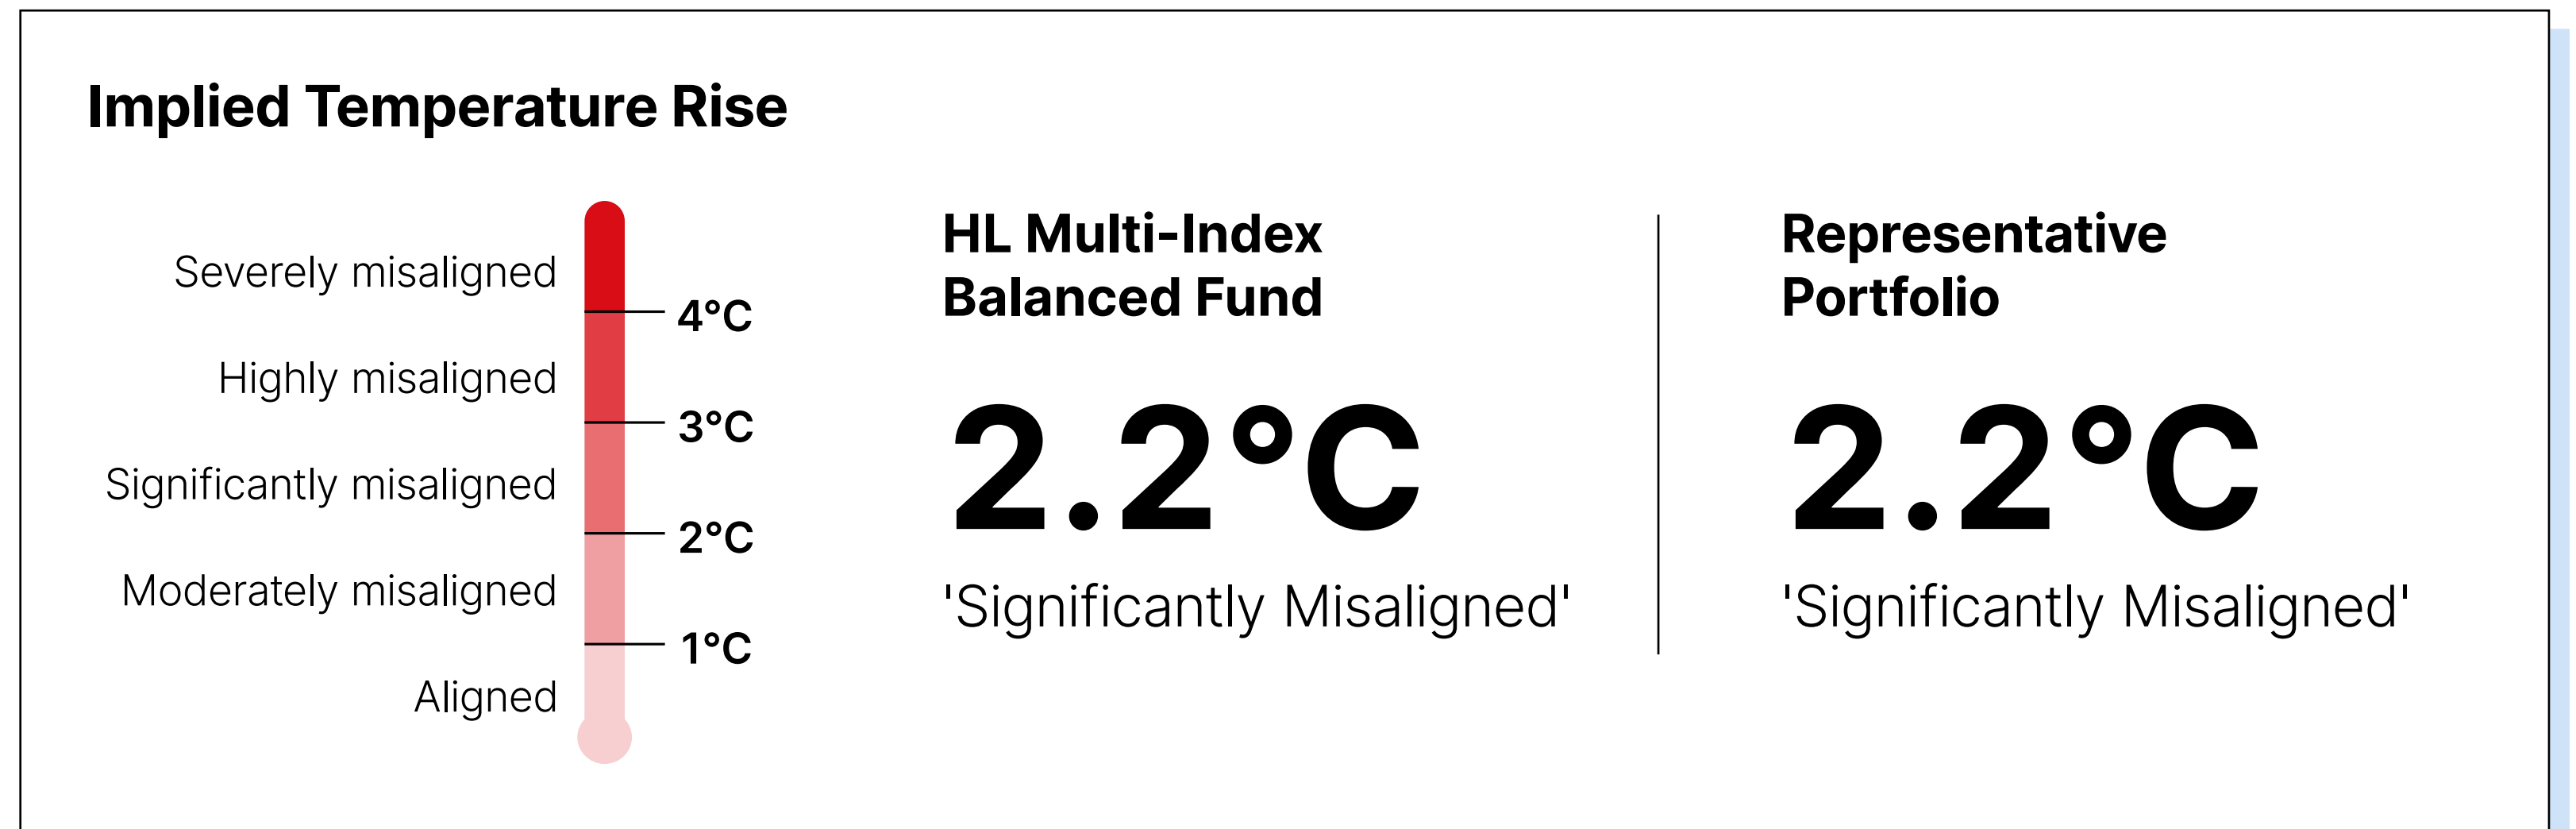 Implied Temperature Rise
Severely misaligned
4°C
Highly misaligned
3°C
Significantly misaligned
2°C
Moderately misaligned
1°C
Aligned
HL Multi-Index
Balanced Fund
2.2°C
'Significantly Misaligned'
Representative
Portfolio
2.2°C
'Significantly Misaligned'